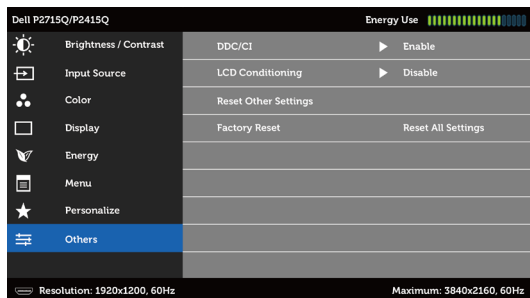 Dell P2715Q/P2415Q Energy Use
Brightness / Contrast DDC/CI Enable
Input Source LCD Conditioning Disable
Color Reset Other Settings
Display Factory Reset Reset All Settings
Energy
Menu
Personalize
Others
Resolution: 1920x1200, 60Hz Maximum: 3840x2160, 60Hz